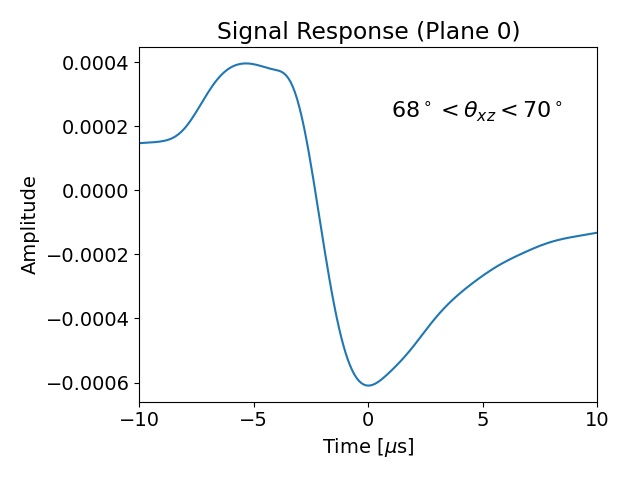 Signal Response (Plane 0)
0.0004
0.0002
0.0000
−0.0002
−0.0004
−0.0006
Amplitude
68° < θxz < 70°
−10
−5
0
5
10
Time [μs]